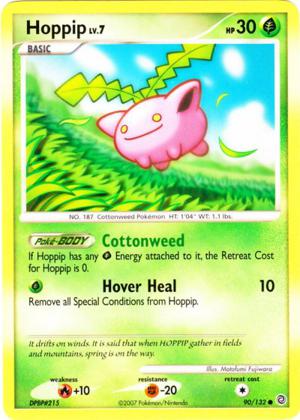 Hoppip LV.7 HP 30
BASIC
NO. 187 Cottonweed Pokémon HT: 1'04" WT: 1.1 lbs.
Poké-BODY Cottonweed
If Hoppip has any Energy attached to it, the Retreat Cost
for Hoppip is 0.
Hover Heal 10
Remove all Special Conditions from Hoppip.
It drifts on winds. It is said that when HOPPIP gather in fields
and mountains, spring is on the way.
Illus. Motofumi Fujiwara
weakness resistance retreat cost
+10 -20
DPBP#215 ©2007 Pokémon/Nintendo 90/132